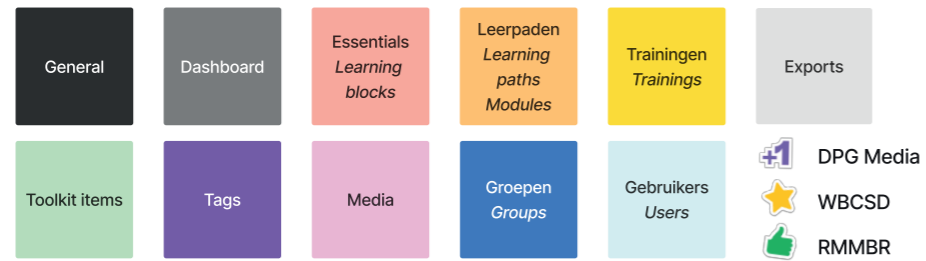 General
Dashboard
Essentials
Learning
blocks
Leerpaden
Learning
paths
Modules
Trainingen
Trainings
Exports
Toolkit items
Tags
Media
Groepen
Groups
Gebruikers
Users
+1 DPG Media
WBCSD
RMMBR